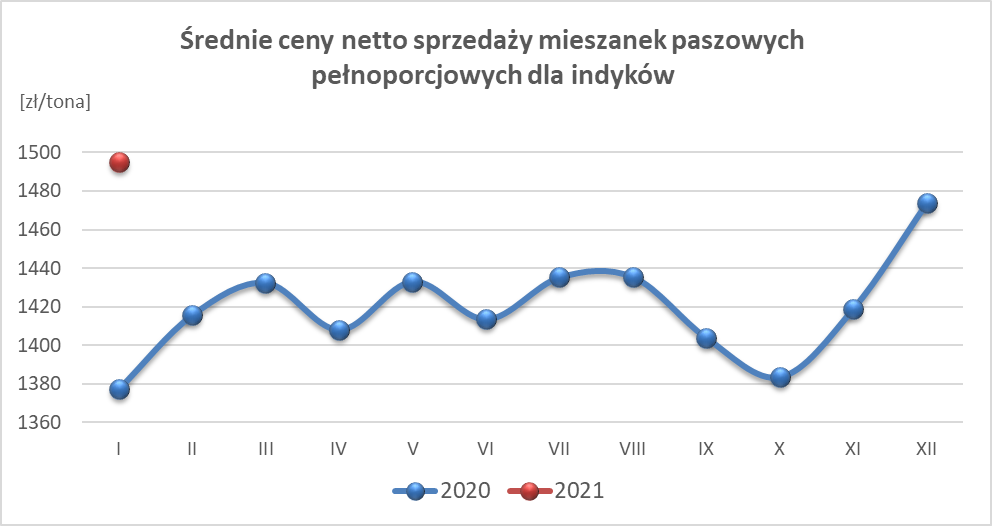 Średnie ceny netto sprzedaży mieszanek paszowych
pełnoporcjowych dla indyków
[zł/tona]
1500
1480
1460
1440
1420
1400
1380
1360
I II III IV V VI VII VIII IX X XI XII
2020 2021